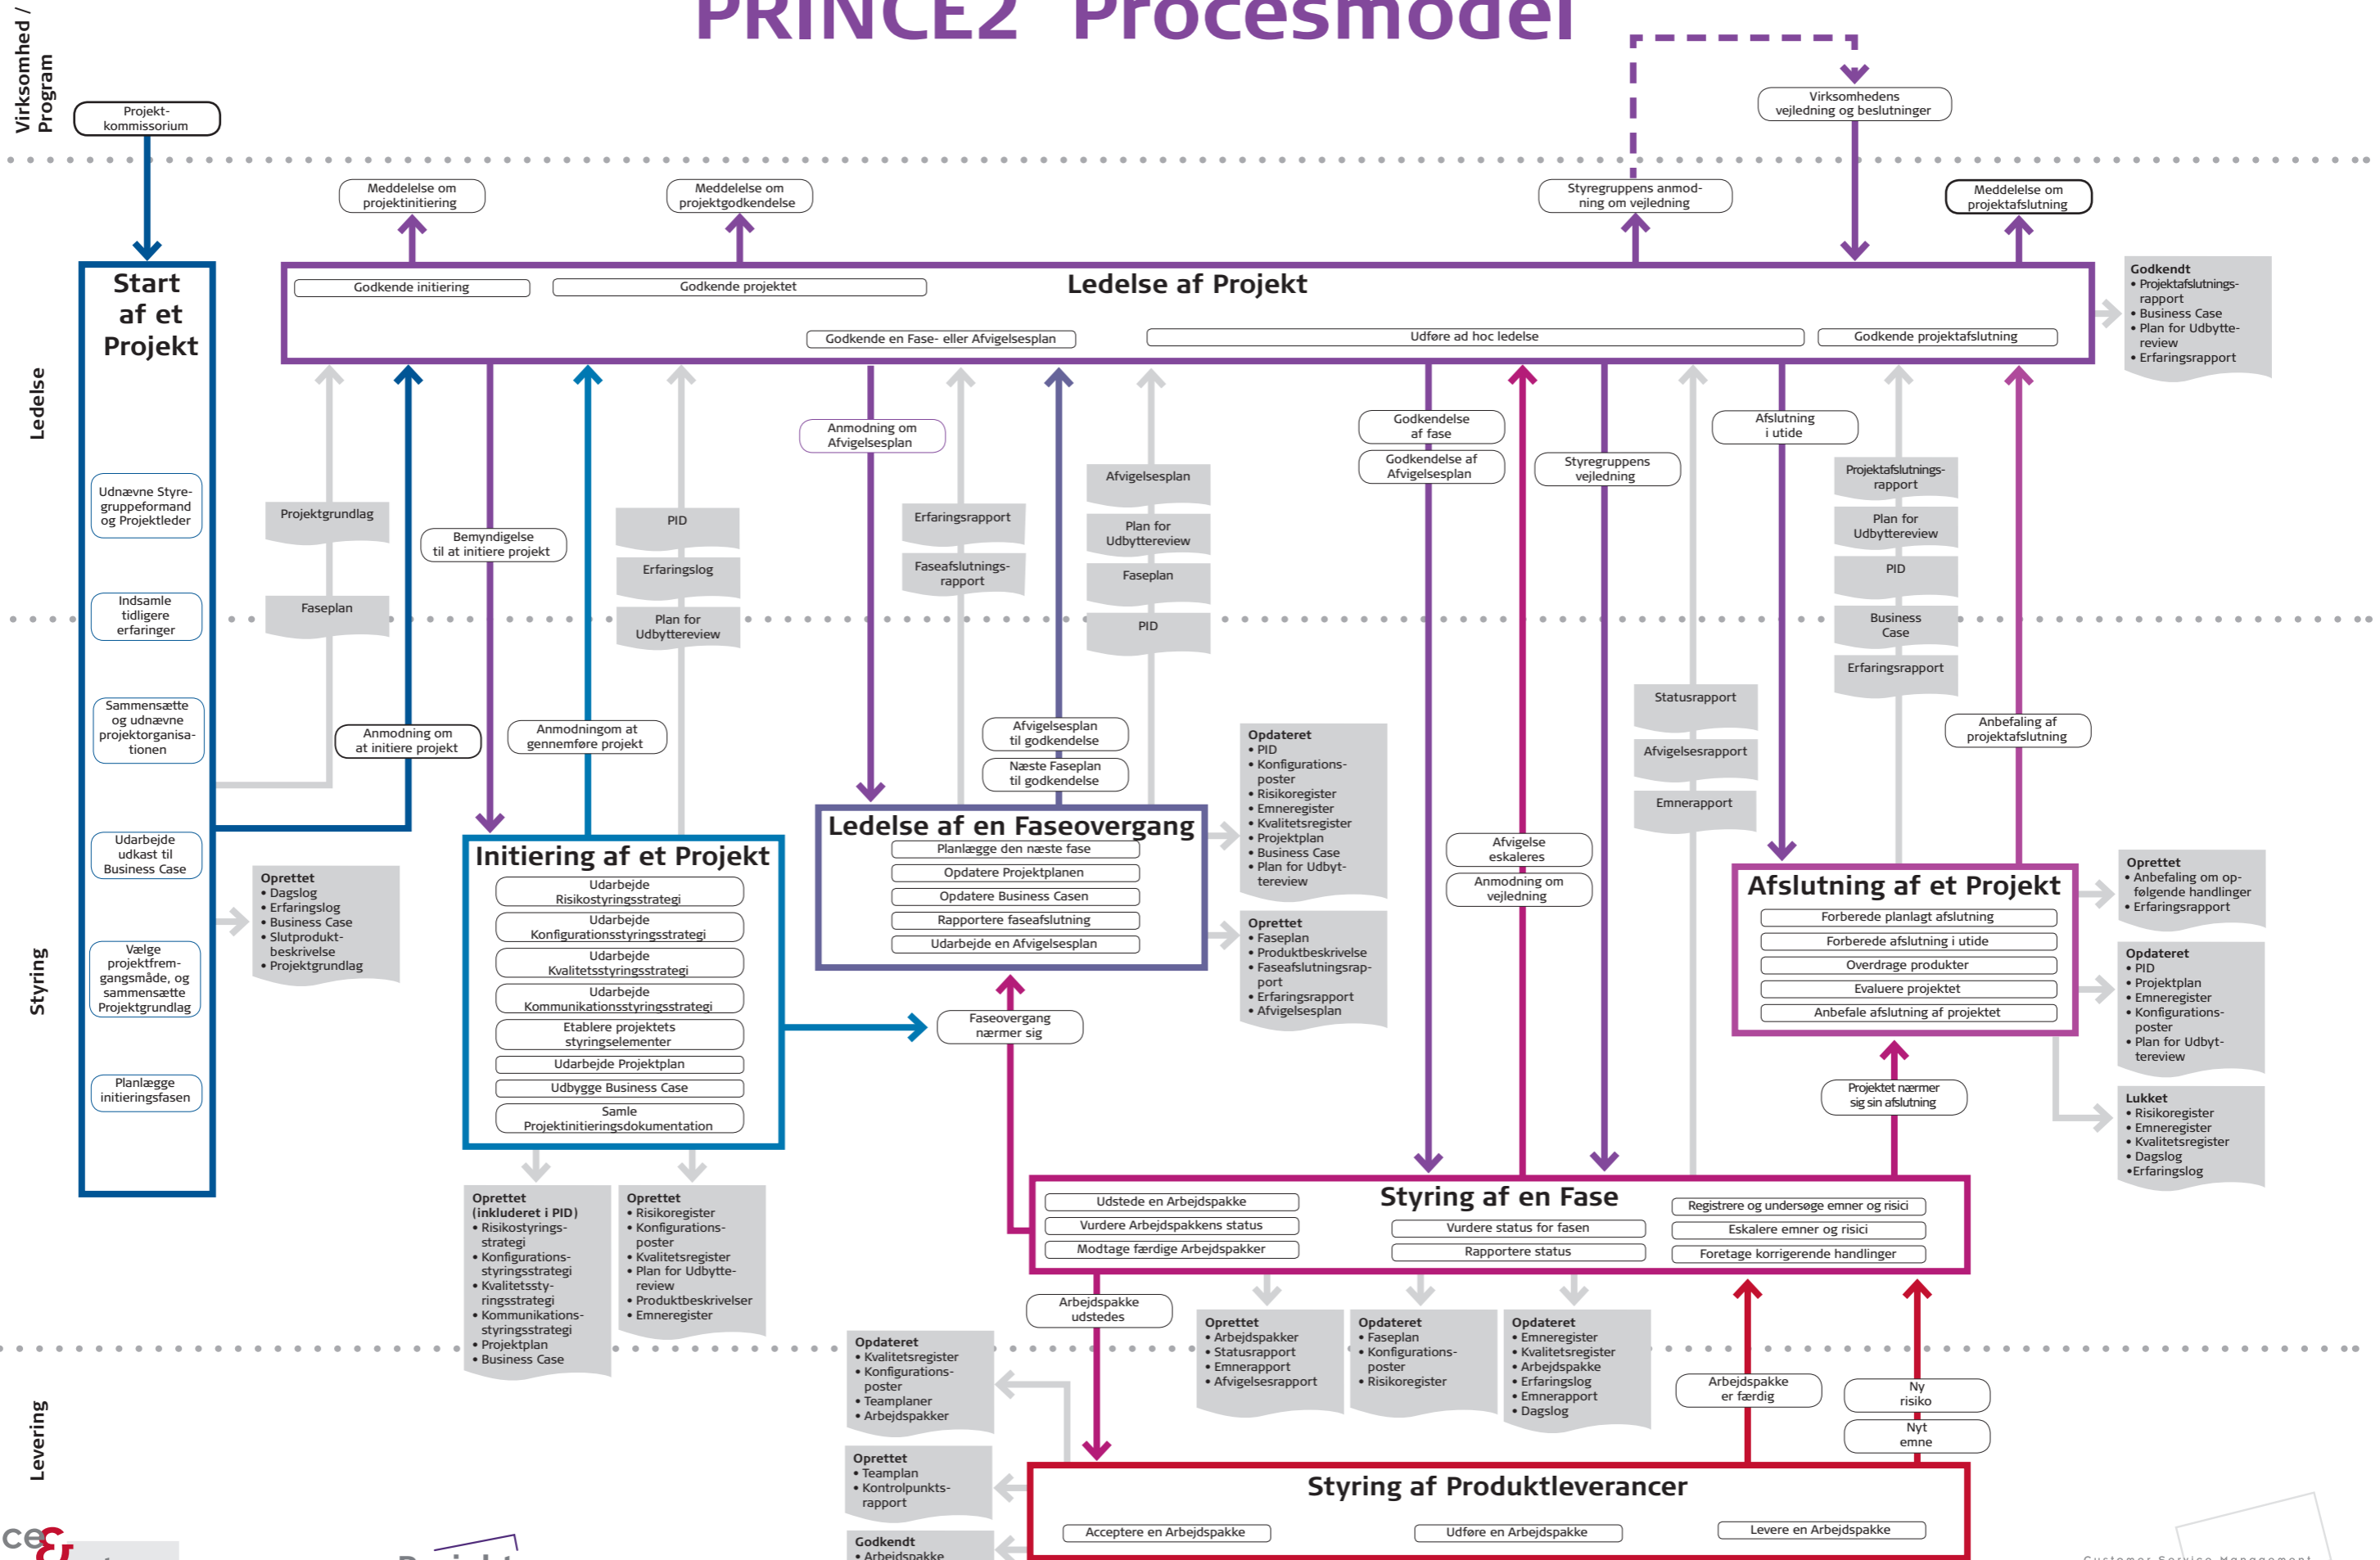 PRINCE2 Procesmodel
Virksomhed /
Program
Projekt-
kommissorium
Virksomhedens
vejledning og beslutninger
Ledelse
Meddelelse om
projektinitiering
Meddelelse om
projektgodkendelse
Styregruppens anmod-
ning om vejledning
Meddelelse om
projektafslutning
Start
af et
Projekt
Udnævne Styre-
gruppeformand
og Projektleder
Indsamle
tidligere
erfaringer
Sammensætte
og udnævne
projektorganisa-
tionen
Udarbejde
udkast til
Business Case
Vælge
projektfrem-
gangsmåde, og
sammensætte
Projektgrundlag
Planlægge
initieringsfasen
Ledelse af Projekt
Godkende initiering
Godkende projektet
Godkende en Fase- eller Afvigelsesplan
Udføre ad hoc ledelse
Godkende projektafslutning
Godkendt
• Projektafslutnings-
rapport
• Business Case
• Plan for Udbytte-
review
• Erfaringsrapport
Projektgrundlag
Faseplan
Anmodning om
at initiere projekt
Bemyndigelse
til at initiere projekt
Anmodningom at
gennemføre projekt
PID
Erfaringslog
Plan for
Udbyttereview
Anmodning om
Afvigelsesplan
Erfaringsrapport
Faseafslutnings-
rapport
Afvigelsesplan
til godkendelse
Næste Faseplan
til godkendelse
Afvigelsesplan
Plan for
Udbyttereview
Faseplan
PID
Godkendelse
af fase
Godkendelse af
Afvigelsesplan
Styregruppens
vejledning
Afvigelse
eskaleres
Anmodning om
vejledning
Statusrapport
Afvigelsesrapport
Emnerapport
Afslutning
i utide
Projektafslutnings-
rapport
Plan for
Udbyttereview
PID
Business
Case
Erfaringsrapport
Anbefaling af
projektafslutning
Styring
Oprettet
• Dagslog
• Erfaringslog
• Business Case
• Slutprodukt-
beskrivelse
• Projektgrundlag
Initiering af et Projekt
Udarbejde
Risikostyringsstrategi
Udarbejde
Konfigurationsstyringsstrategi
Udarbejde
Kvalitetsstyringsstrategi
Udarbejde
Kommunikationsstyringsstrategi
Etablere projektets
styringselementer
Udarbejde Projektplan
Udbygge Business Case
Samle
Projektinitieringsdokumentation
Oprettet
(inkluderet i PID)
• Risikostyrings-
strategi
• Konfigurations-
styringsstrategi
• Kvalitetssty-
ringsstrategi
• Kommunikations-
styringsstrategi
• Projektplan
• Business Case
Oprettet
• Risikoregister
• Konfigurations-
poster
• Kvalitetsregister
• Plan for Udbytte-
review
• Produktbeskrivelser
• Emneregister
Ledelse af en Faseovergang
Planlægge den næste fase
Opdatere Projektplanen
Opdatere Business Casen
Rapportere faseafslutning
Udarbejde en Afvigelsesplan
Opdateret
• PID
• Konfigurations-
poster
• Risikoregister
• Emneregister
• Kvalitetsregister
• Projektplan
• Business Case
• Plan for Udbyt-
tereview
Oprettet
• Faseplan
• Produktbeskrivelse
• Faseafslutningsrap-
port
• Erfaringsrapport
• Afvigelsesplan
Faseovergang
nærmer sig
Afslutning af et Projekt
Forberede planlagt afslutning
Forberede afslutning i utide
Overdrage produkter
Evaluere projektet
Anbefale afslutning af projektet
Oprettet
• Anbefaling om op-
følgende handlinger
• Erfaringsrapport
Opdateret
• PID
• Projektplan
• Emneregister
• Konfigurations-
poster
• Plan for Udbyt-
tereview
Lukket
• Risikoregister
• Emneregister
• Kvalitetsregister
• Dagslog
•Erfaringslog
Projektet nærmer
sig sin afslutning
Styring af en Fase
Udstede en Arbejdspakke
Vurdere Arbejdspakkens status
Modtage færdige Arbejdspakker
Vurdere status for fasen
Rapportere status
Registrere og undersøge emner og risici
Eskalere emner og risici
Foretage korrigerende handlinger
Arbejdspakke
udstedes
Oprettet
• Arbejdspakker
• Statusrapport
• Emnerapport
• Afvigelsesrapport
Opdateret
• Faseplan
• Konfigurations-
poster
• Risikoregister
Opdateret
• Emneregister
• Kvalitetsregister
• Arbejdspakke
• Erfaringslog
• Emnerapport
• Dagslog
Arbejdspakke
er færdig
Ny
risiko
Nyt
emne
Levering
Opdateret
• Kvalitetsregister
• Konfigurations-
poster
• Teamplaner
• Arbejdspakker
Oprettet
• Teamplan
• Kontrolpunkts-
rapport
Godkendt
• Arbejdspakke
Styring af Produktleverancer
Acceptere en Arbejdspakke
Udføre en Arbejdspakke
Levere en Arbejdspakke
ce&
Projekt
Customer Service Management